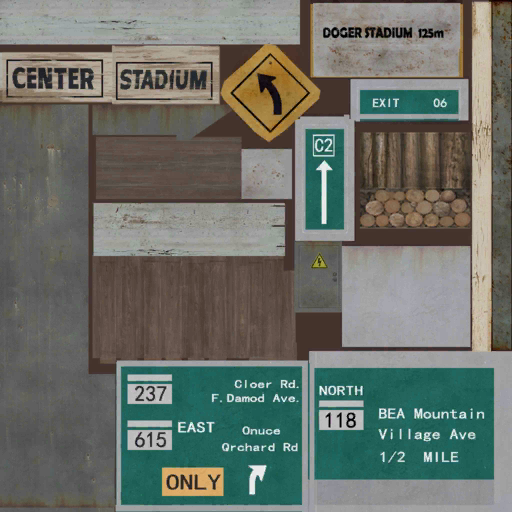 DOGER STADIUM 125m
CENTER
STADIUM
EXIT 06
C2
237
Cloer Rd.
F.Damod Ave.
615
EAST
Onuce
Qrchard Rd
ONLY
NORTH
118
BEA Mountain
Village Ave
1/2 MILE